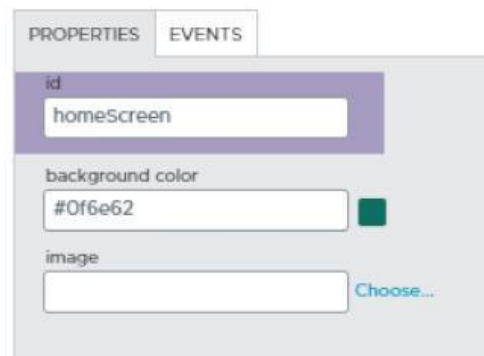 PROPERTIES EVENTS
id
homeScreen
background color
#0f6e62
image
Choose...